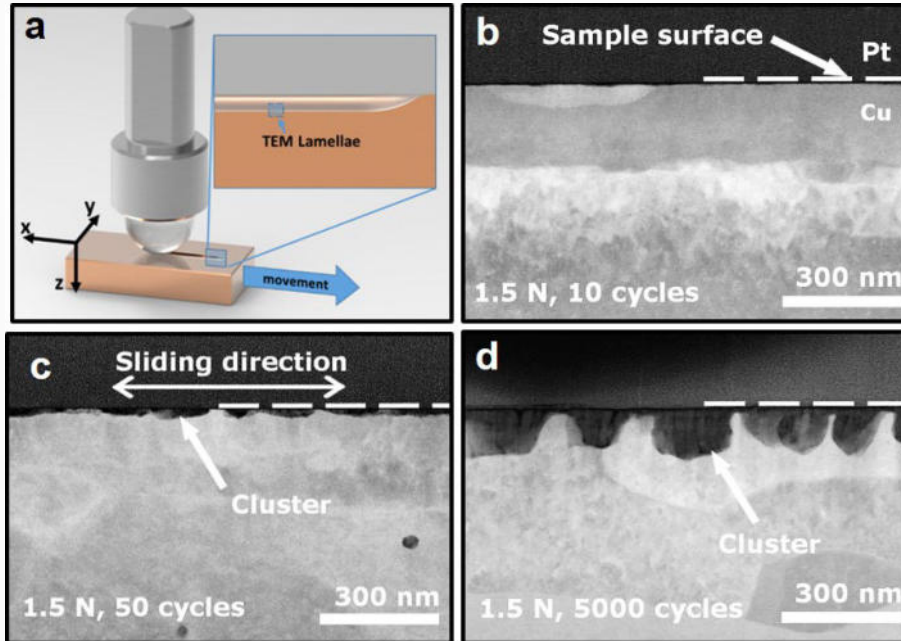 a
TEM Lamellae
y
x
z
movement
b
Sample surface
Pt
Cu
1.5 N, 10 cycles
300 nm
c
Sliding direction
Cluster
1.5 N, 50 cycles
300 nm
d
Cluster
1.5 N, 5000 cycles
300 nm